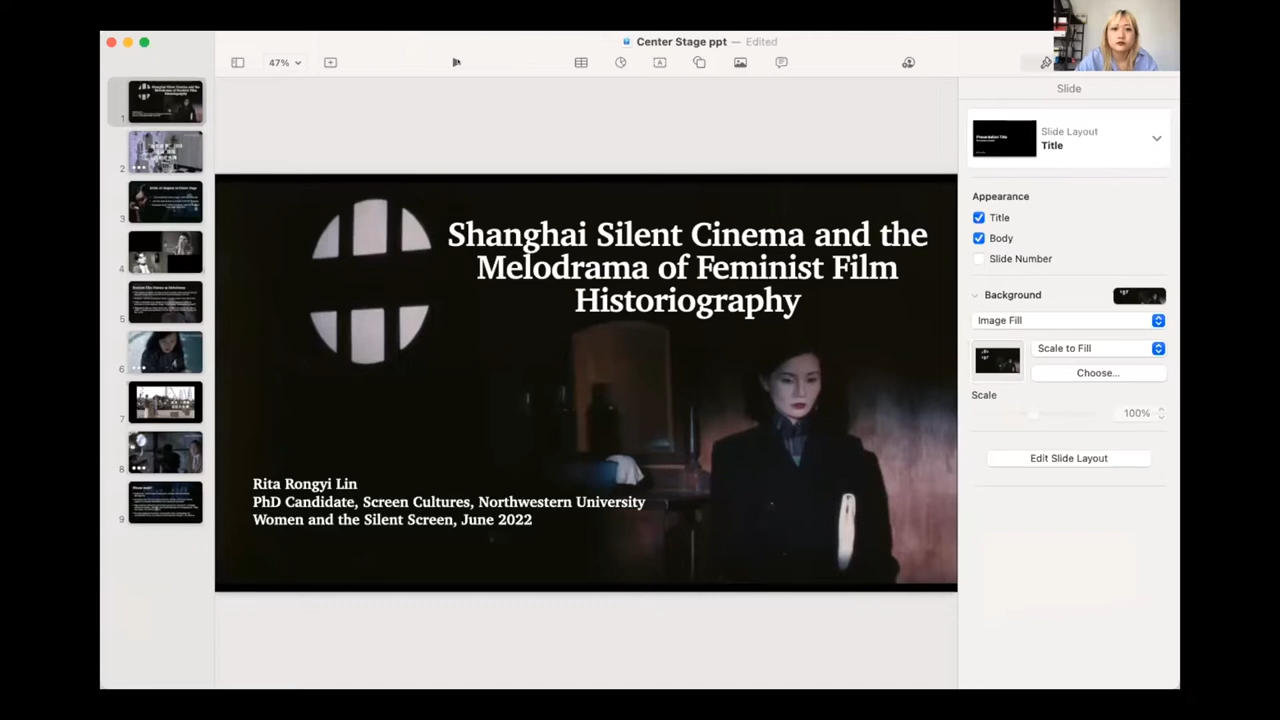 Center Stage ppt — Edited
47%
Slide
Slide Layout
Title
Appearance
Title
Body
Slide Number
Background
Image Fill
Scale to Fill
Choose...
Scale
100%
Edit Slide Layout
1
2
3
4
5
6
7
8
9
Shanghai Silent Cinema and the
Melodrama of Feminist Film
Historiography
Rita Rongyi Lin
PhD Candidate, Screen Cultures, Northwestern University
Women and the Silent Screen, June 2022